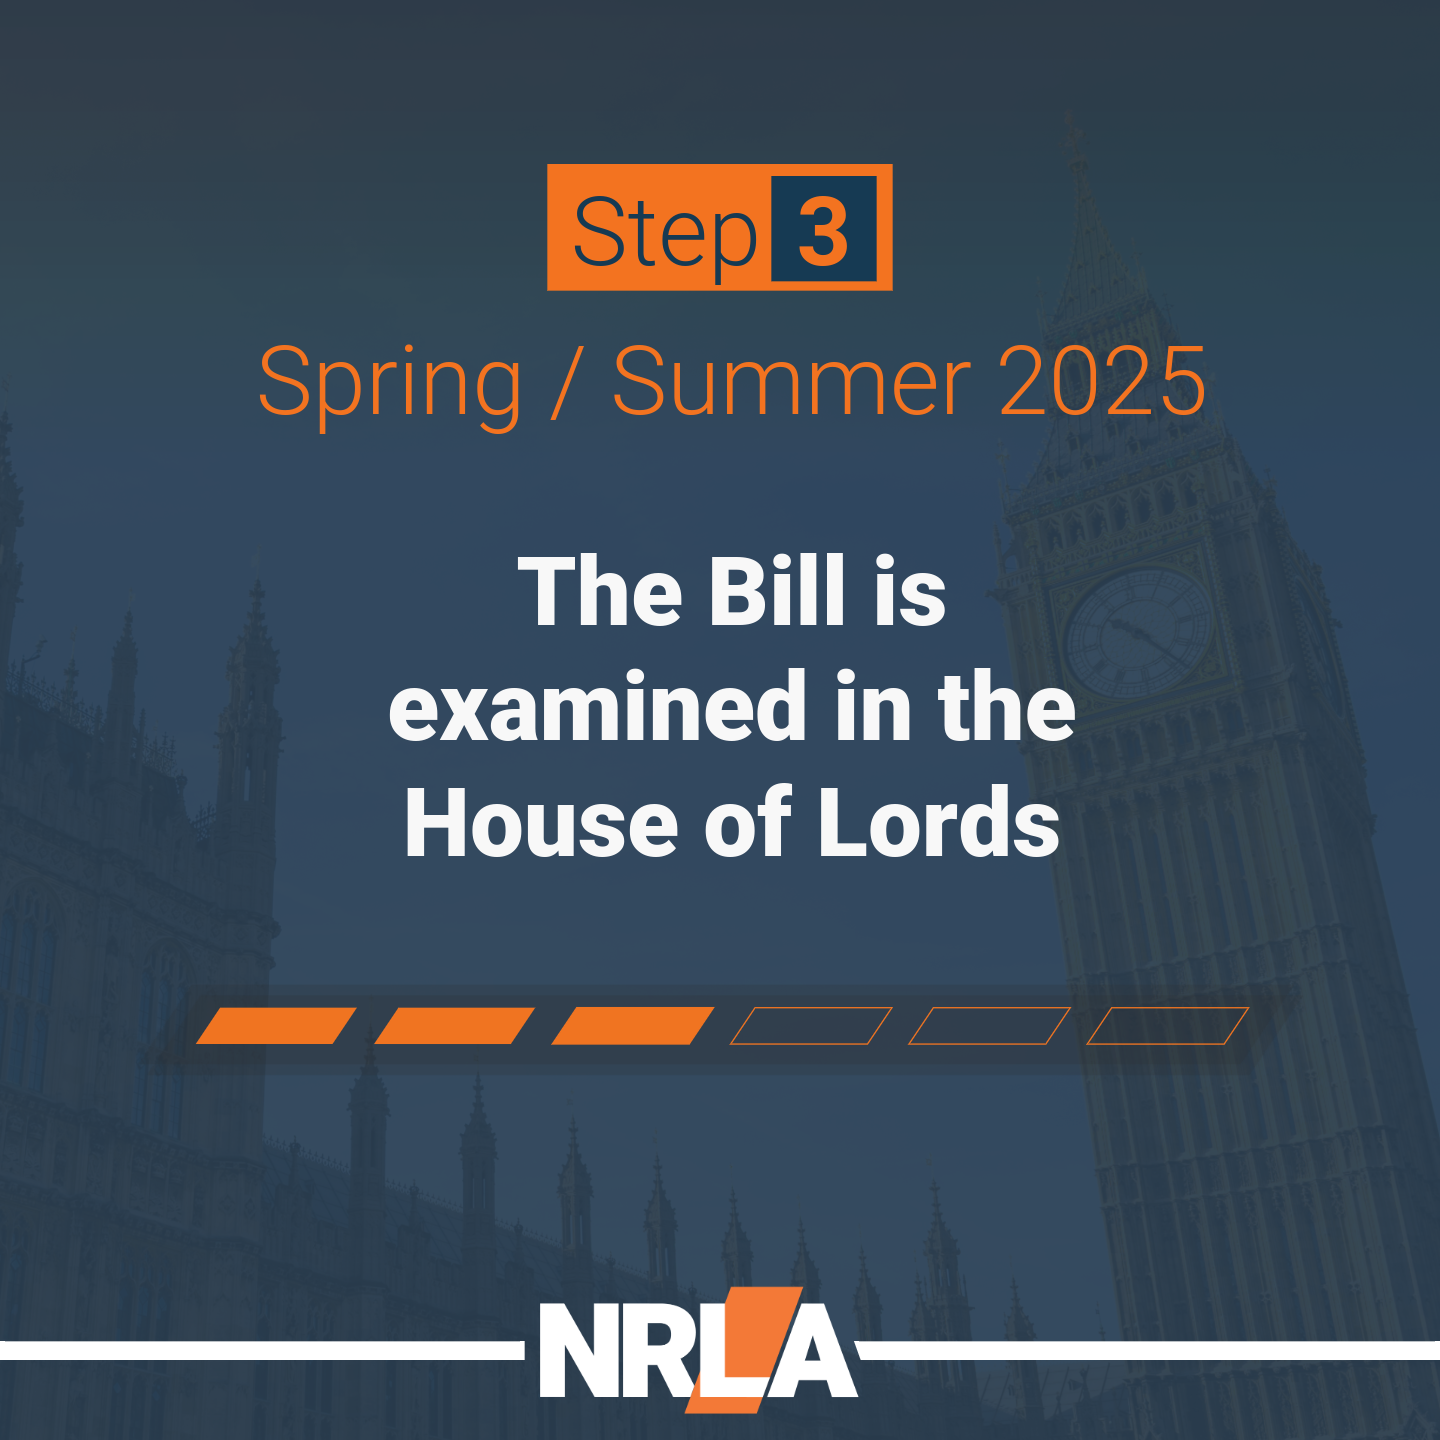 Step 3
Spring / Summer 2025
The Bill is
examined in the
House of Lords
NRLA